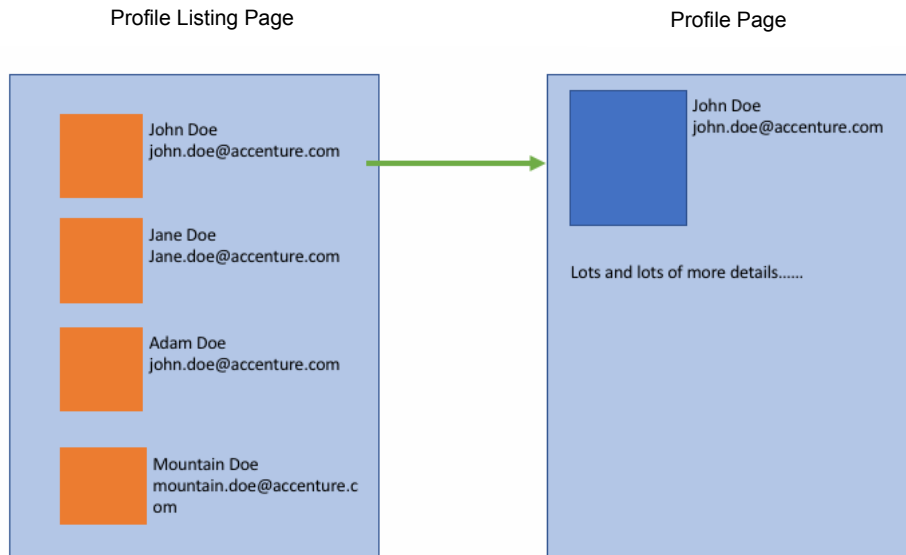 Profile Listing Page
Profile Page
John Doe
john.doe@accenture.com
Jane Doe
Jane.doe@accenture.com
Adam Doe
john.doe@accenture.com
Mountain Doe
mountain.doe@accenture.c
om
John Doe
john.doe@accenture.com
Lots and lots of more details......